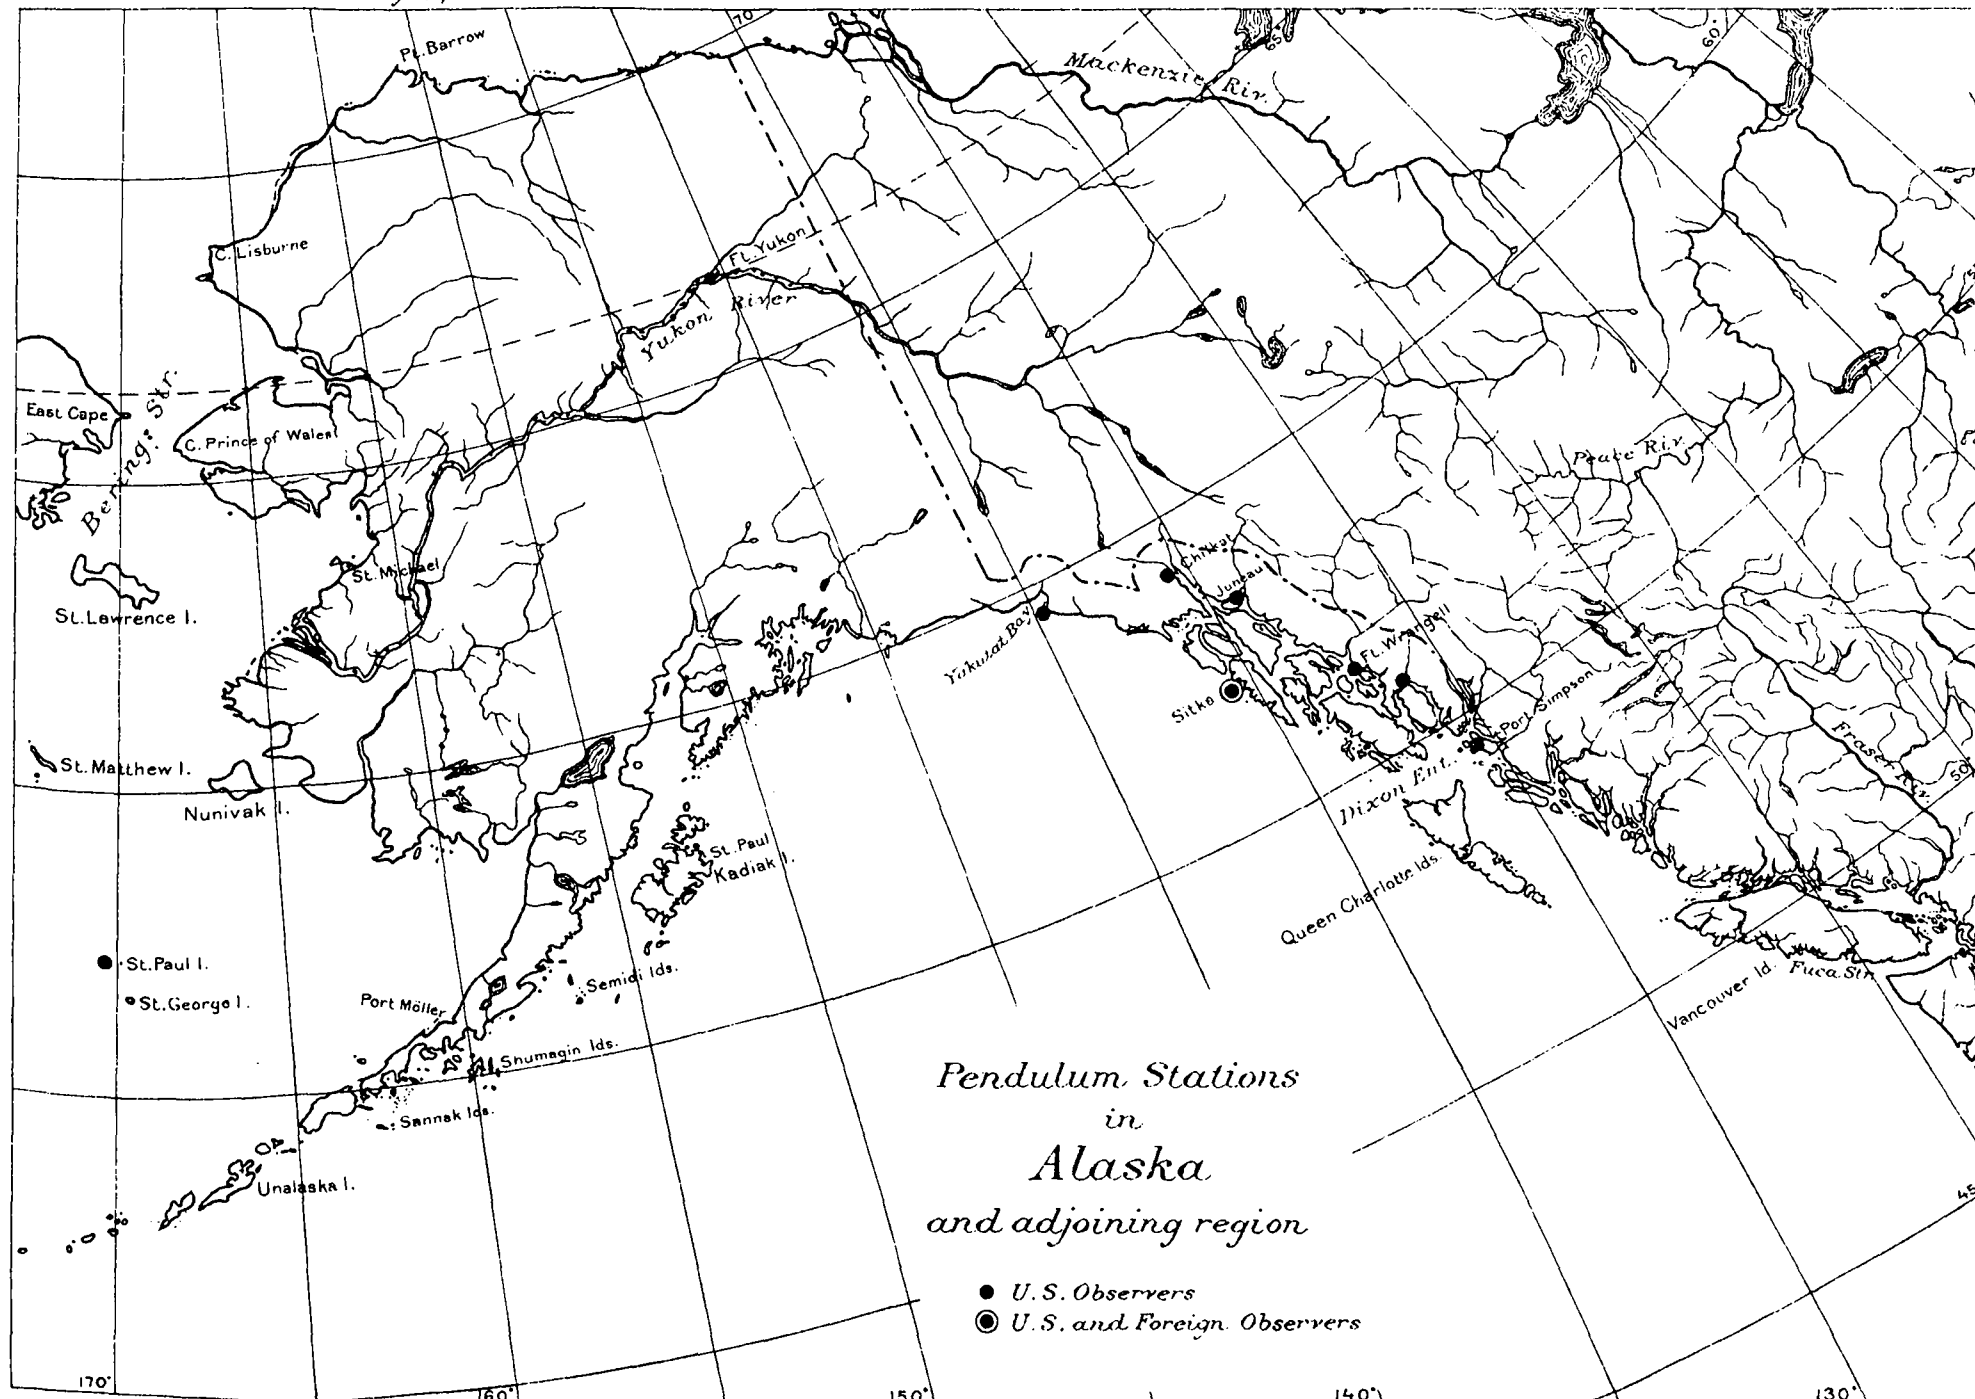 Pt. Barrow
70°
65°
60°
Mackenzie Riv.
C. Lisburne
Ft. Yukon
Yukon River
East Cape
Bering Str.
C. Prince of Wales
Peace Riv.
St. Michael
St. Lawrence I.
Chilkat
Juneau
Yakutat Bay
Ft. Wrangell
Sitka
Port Simpson
St. Matthew I.
Nunivak I.
Dixon Ent.
Fraser Riv.
50°
St. Paul
Kadiak I.
Queen Charlotte Ids.
St. Paul I.
St. George I.
Semidi Ids.
Port Möller
Vancouver Id.
Fuca Str.
Shumagin Ids.
Sannak Ids.
Unalaska I.
Pendulum Stations
in
Alaska
and adjoining region
U.S. Observers
U.S. and Foreign Observers
45
170°
160°
150°
140°
130°